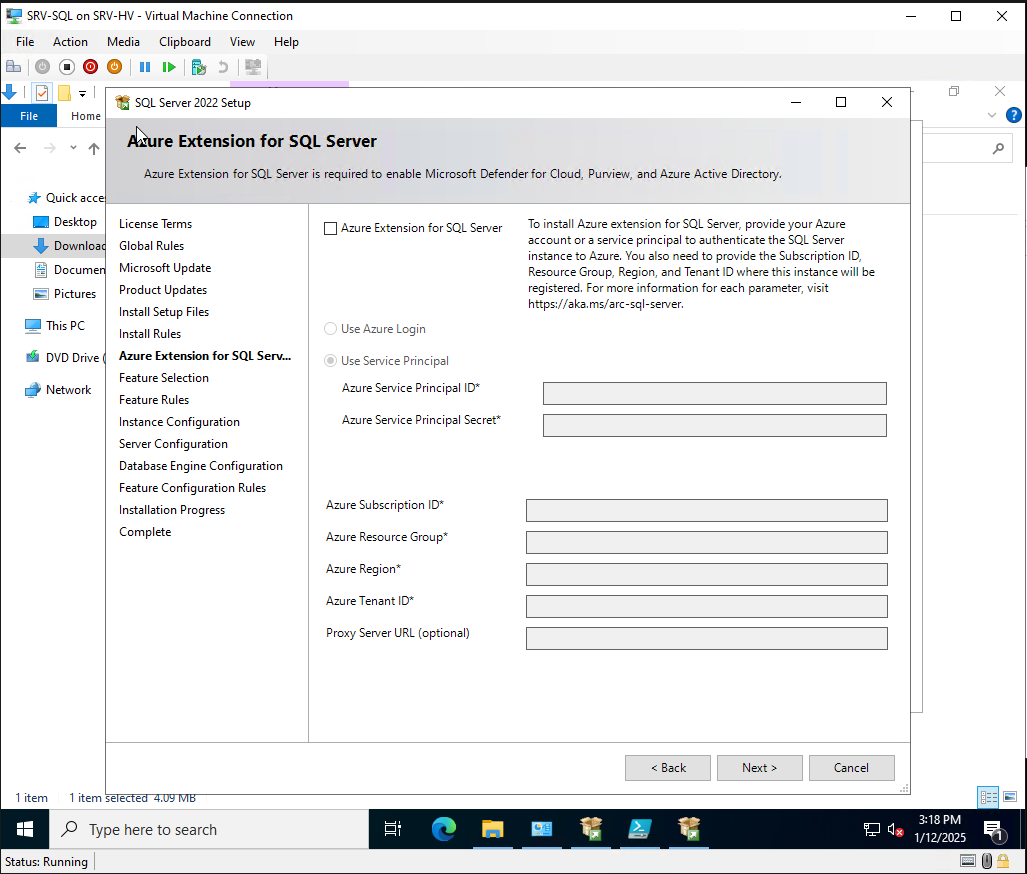 SRV-SQL on SRV-HV - Virtual Machine Connection
File Action Media Clipboard View Help
File Home
SQL Server 2022 Setup
Azure Extension for SQL Server
Azure Extension for SQL Server is required to enable Microsoft Defender for Cloud, Purview, and Azure Active Directory.
Quick acce
Desktop
Downloac
Documen
Pictures
This PC
DVD Drive (
Network
License Terms
Global Rules
Microsoft Update
Product Updates
Install Setup Files
Install Rules
Azure Extension for SQL Serv...
Feature Selection
Feature Rules
Instance Configuration
Server Configuration
Database Engine Configuration
Feature Configuration Rules
Installation Progress
Complete
Azure Extension for SQL Server
To install Azure extension for SQL Server, provide your Azure
account or a service principal to authenticate the SQL Server
instance to Azure. You also need to provide the Subscription ID,
Resource Group, Region, and Tenant ID where this instance will be
registered. For more information for each parameter, visit
https://aka.ms/arc-sql-server.
Use Azure Login
Use Service Principal
Azure Service Principal ID*
Azure Service Principal Secret*
Azure Subscription ID*
Azure Resource Group*
Azure Region*
Azure Tenant ID*
Proxy Server URL (optional)
< Back Next > Cancel
1 item 1 item selected 4.09 MB
Type here to search
3:18 PM
1/12/2025
1
Status: Running